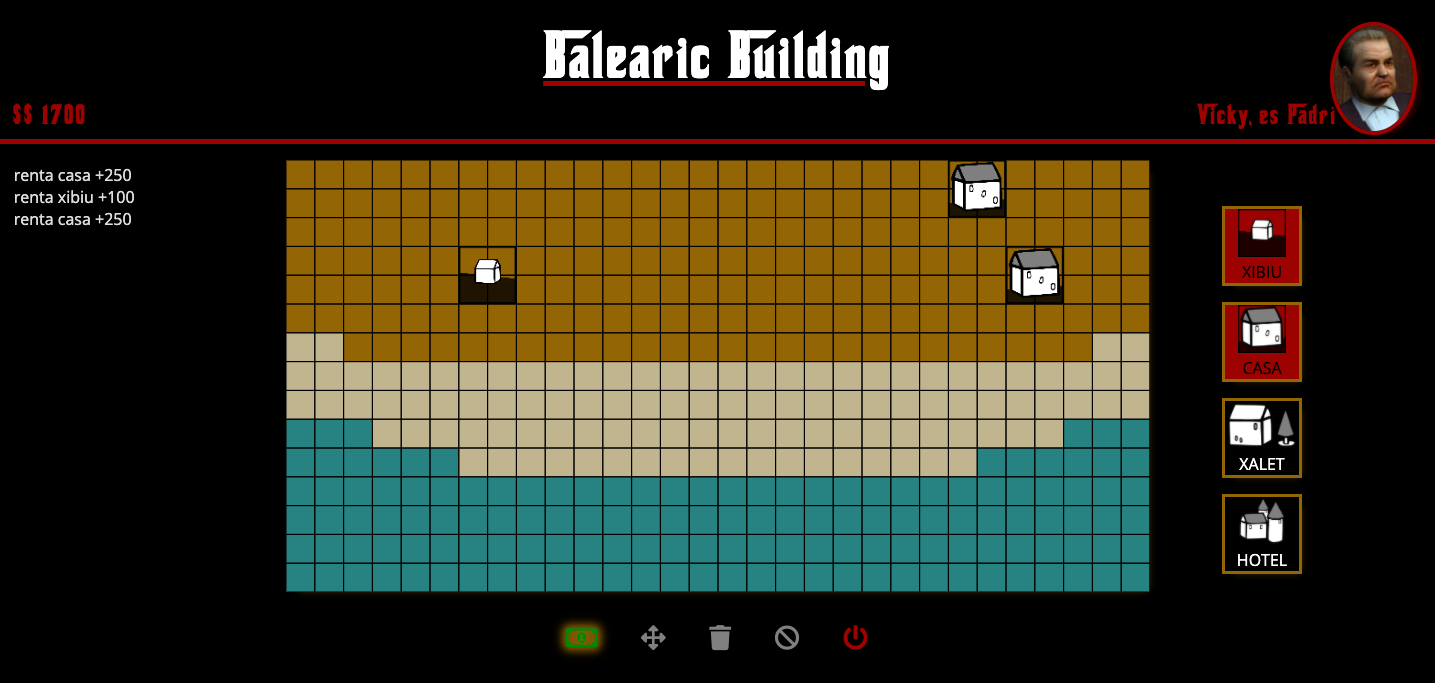 Balearic Building
$$ 1700
Vicky, es Padri
renta casa +250
renta xibiu +100
renta casa +250
XIBIU
CASA
XALET
HOTEL